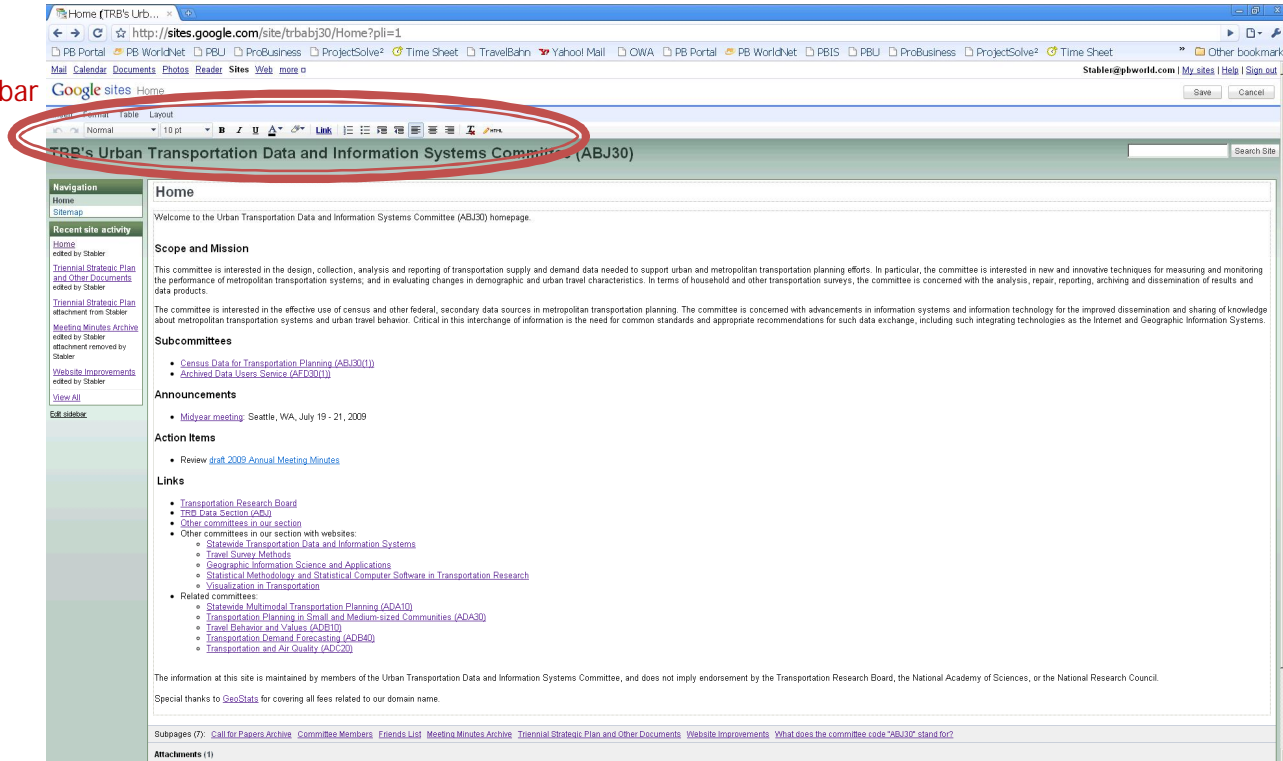 Home (TRB's Urb...
http://sites.google.com/site/trbabj30/Home?pli=1
PB Portal PB WorldNet PBU ProBusiness ProjectSolve² Time Sheet TravelBahn Yahoo! Mail OWA PB Portal PB WorldNet PBIS PBU ProBusiness ProjectSolve² Time Sheet » Other bookmark
Mail Calendar Documents Photos Reader Sites Web more Stabler@pbworld.com | My sites | Help | Sign out
bar Google sites Home Save Cancel
Format Table Layout
Normal 10 pt B I U A Link HTML
TRB's Urban Transportation Data and Information Systems Committee (ABJ30) Search Site
Navigation
Home
Sitemap
Recent site activity
Home
edited by Stabler
Triennial Strategic Plan
and Other Documents
edited by Stabler
Triennial Strategic Plan
attachment from Stabler
Meeting Minutes Archive
edited by Stabler
attachment removed by
Stabler
Website Improvements
edited by Stabler
View All
Edit sidebar
Home
Welcome to the Urban Transportation Data and Information Systems Committee (ABJ30) homepage.
Scope and Mission
This committee is interested in the design, collection, analysis and reporting of transportation supply and demand data needed to support urban and metropolitan transportation planning efforts. In particular, the committee is interested in new and innovative techniques for measuring and monitoring
the performance of metropolitan transportation systems; and in evaluating changes in demographic and urban travel characteristics. In terms of household and other transportation surveys, the committee is concerned with the analysis, repair, reporting, archiving and dissemination of results and
data products.
The committee is interested in the effective use of census and other federal, secondary data sources in metropolitan transportation planning. The committee is concerned with advancements in information systems and information technology for the improved dissemination and sharing of knowledge
about metropolitan transportation systems and urban travel behavior. Critical in this interchange of information is the need for common standards and appropriate recommendations for such data exchange, including such integrating technologies as the Internet and Geographic Information Systems.
Subcommittees
• Census Data for Transportation Planning (ABJ30(1))
• Archived Data Users Service (AFD30(1))
Announcements
• Midyear meeting: Seattle, WA, July 19 - 21, 2009
Action Items
• Review draft 2009 Annual Meeting Minutes
Links
• Transportation Research Board
• TRB Data Section (ABJ)
• Other committees in our section
• Other committees in our section with websites:
o Statewide Transportation Data and Information Systems
o Travel Survey Methods
o Geographic Information Science and Applications
o Statistical Methodology and Statistical Computer Software in Transportation Research
o Visualization in Transportation
• Related committees:
o Statewide Multimodal Transportation Planning (ADA10)
o Transportation Planning in Small and Medium-sized Communities (ADA30)
o Travel Behavior and Values (ADB10)
o Transportation Demand Forecasting (ADB40)
o Transportation and Air Quality (ADC20)
The information at this site is maintained by members of the Urban Transportation Data and Information Systems Committee, and does not imply endorsement by the Transportation Research Board, the National Academy of Sciences, or the National Research Council.
Special thanks to GeoStats for covering all fees related to our domain name.
Subpages (7): Call for Papers Archive Committee Members Friends List Meeting Minutes Archive Triennial Strategic Plan and Other Documents Website Improvements What does the committee code "ABJ30" stand for?
Attachments (1)